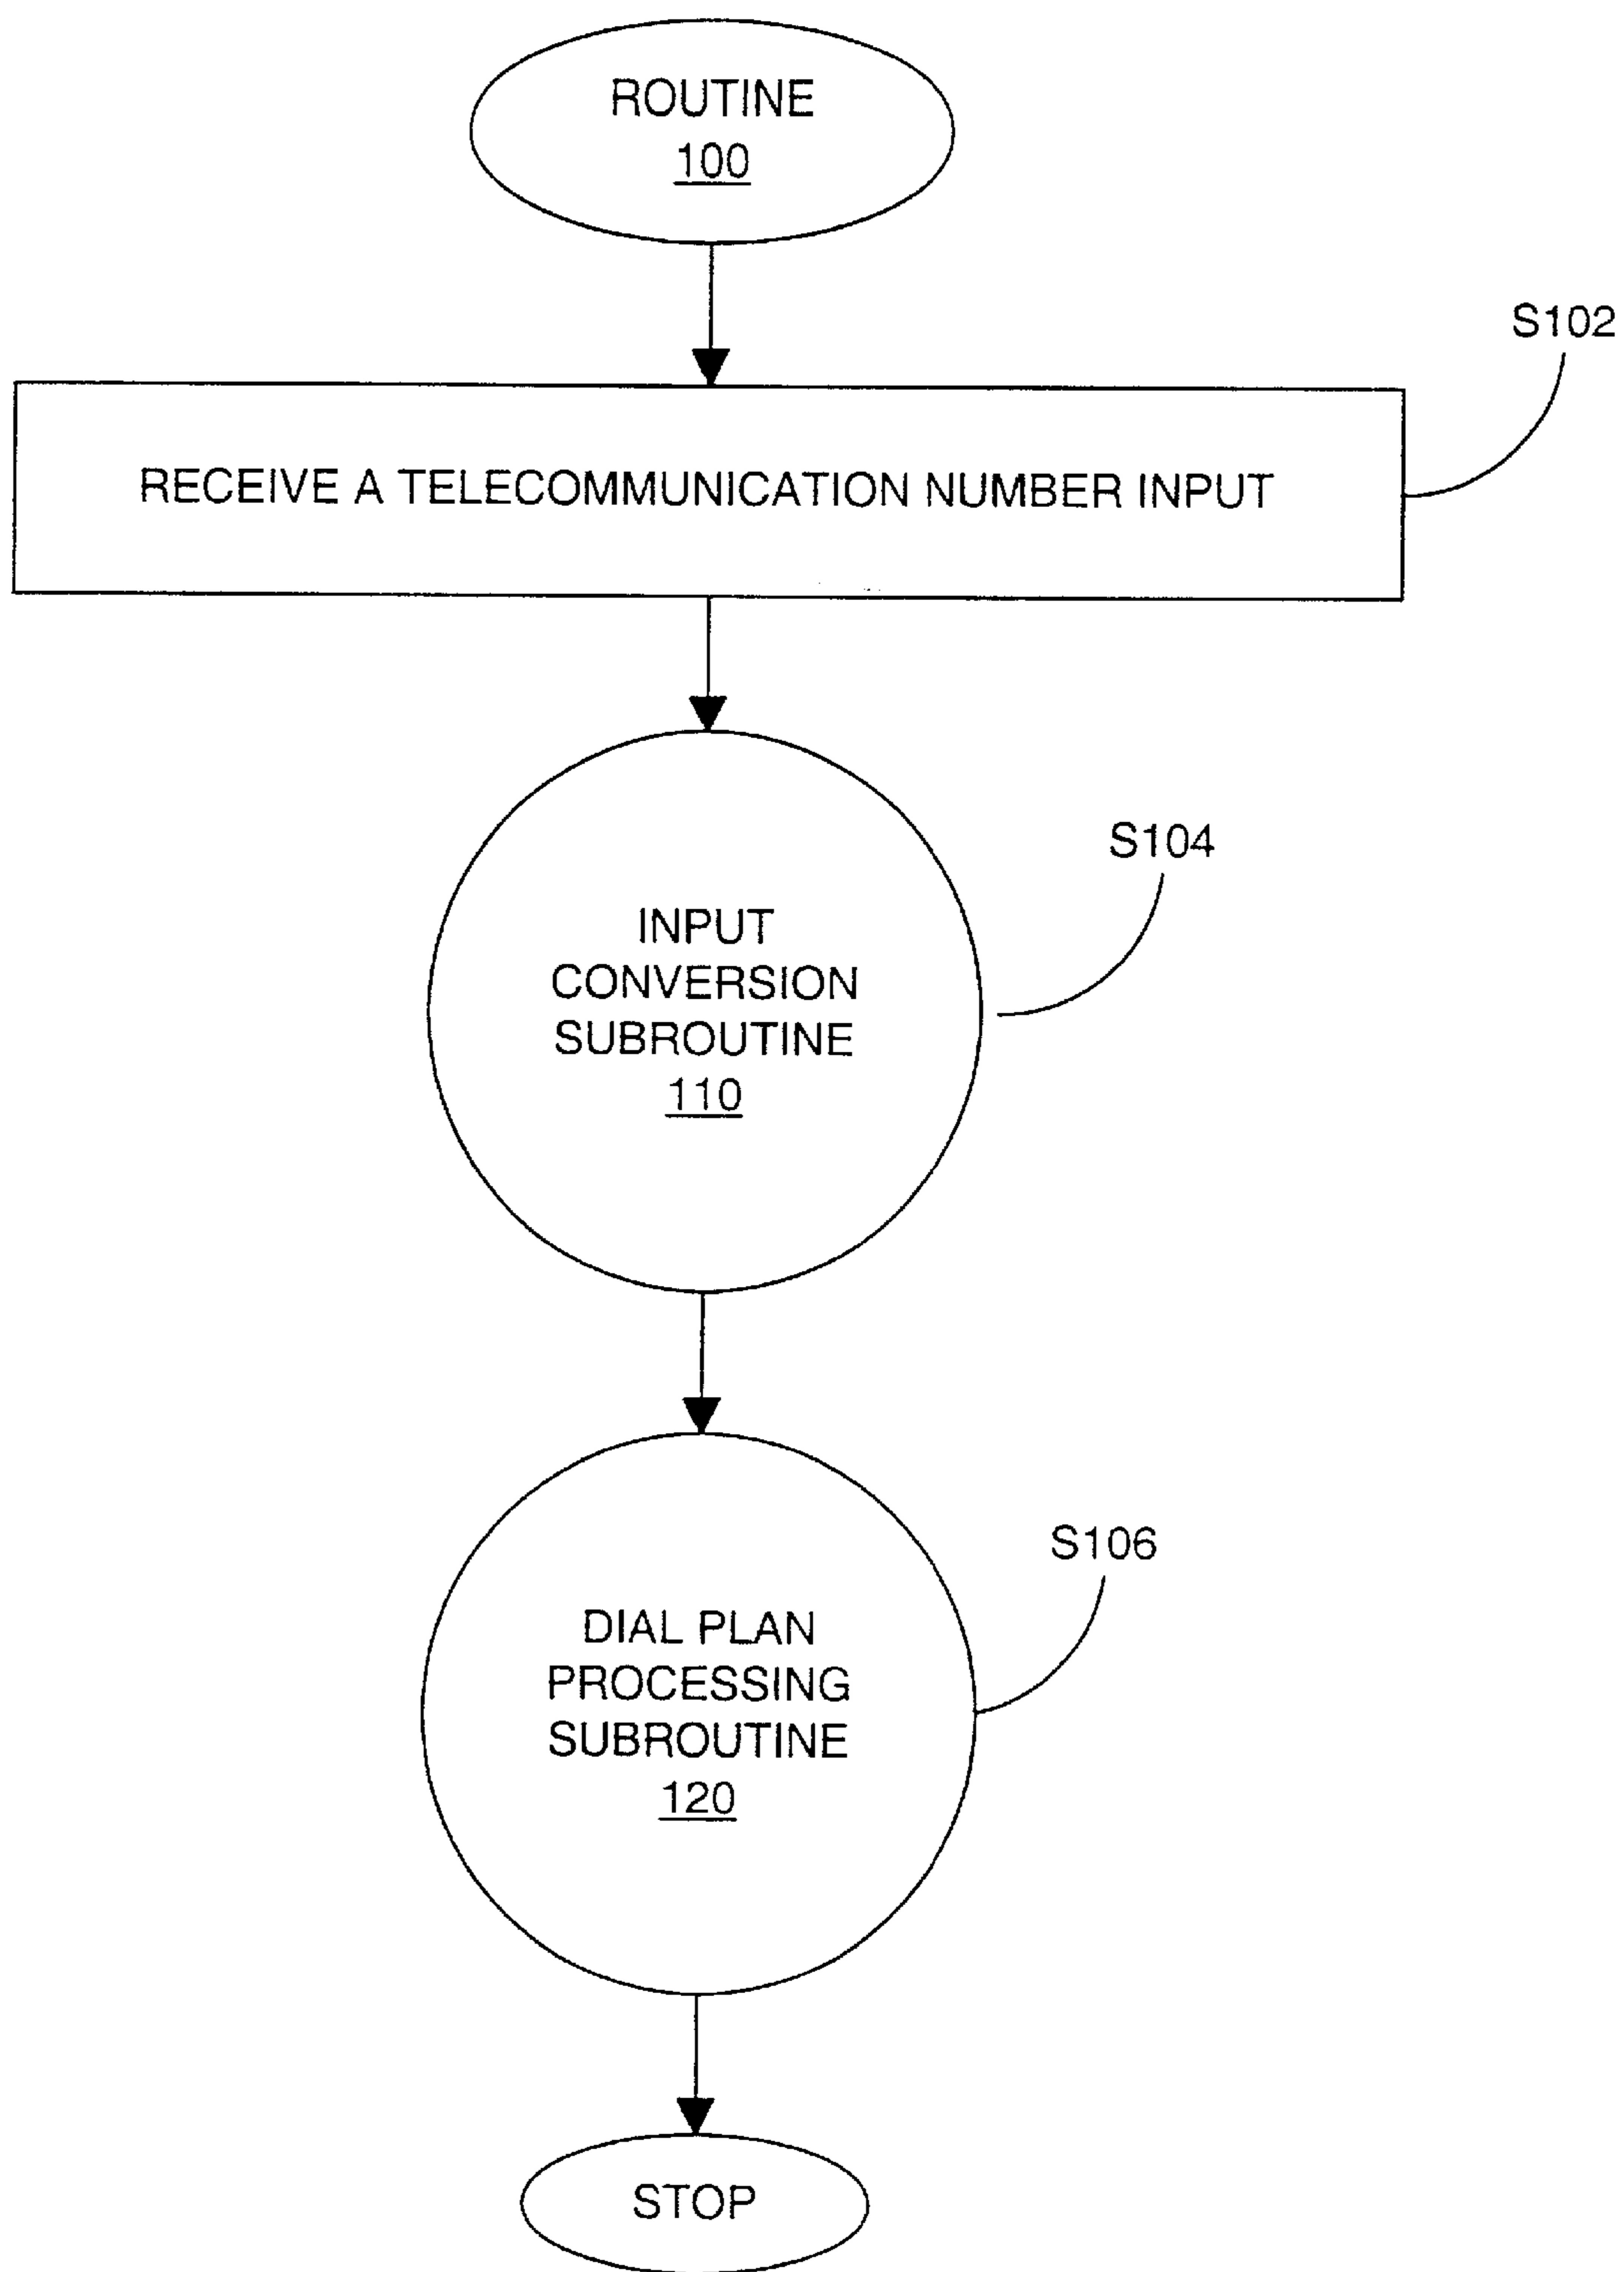 ROUTINE
100
S102
RECEIVE A TELECOMMUNICATION NUMBER INPUT
S104
INPUT
CONVERSION
SUBROUTINE
110
S106
DIAL PLAN
PROCESSING
SUBROUTINE
120
STOP